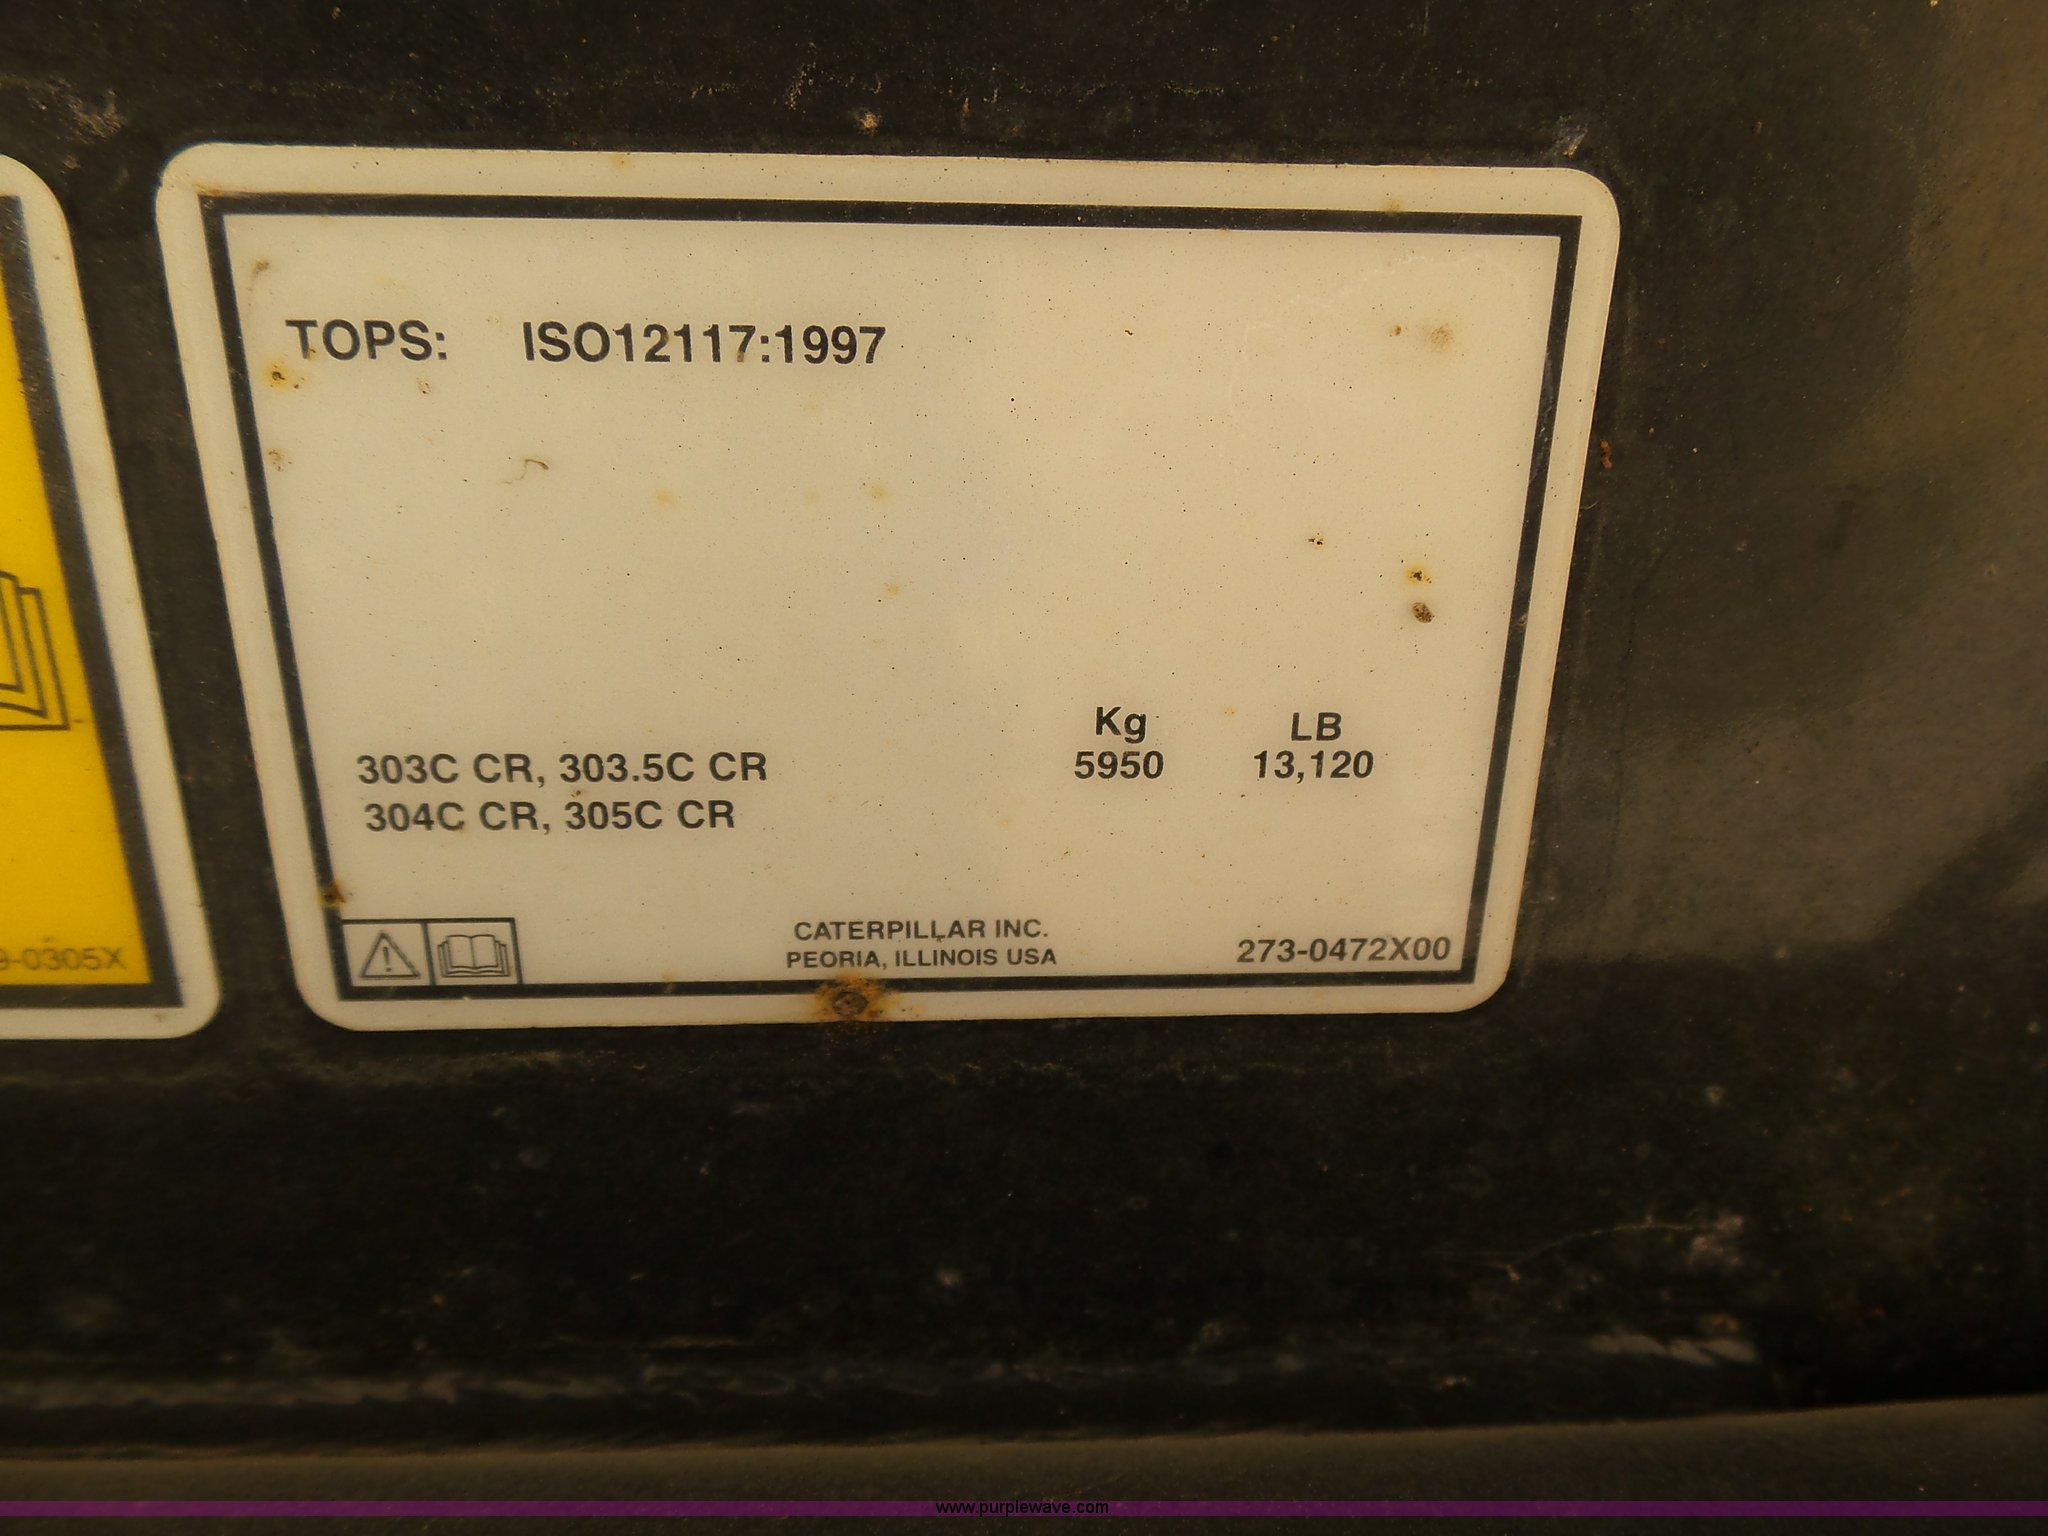 TOPS: ISO12117:1997
Kg LB
303C CR, 303.5C CR 5950 13,120
304C CR, 305C CR
CATERPILLAR INC.
PEORIA, ILLINOIS USA
273-0472X00
-0305X
www.purplewave.com